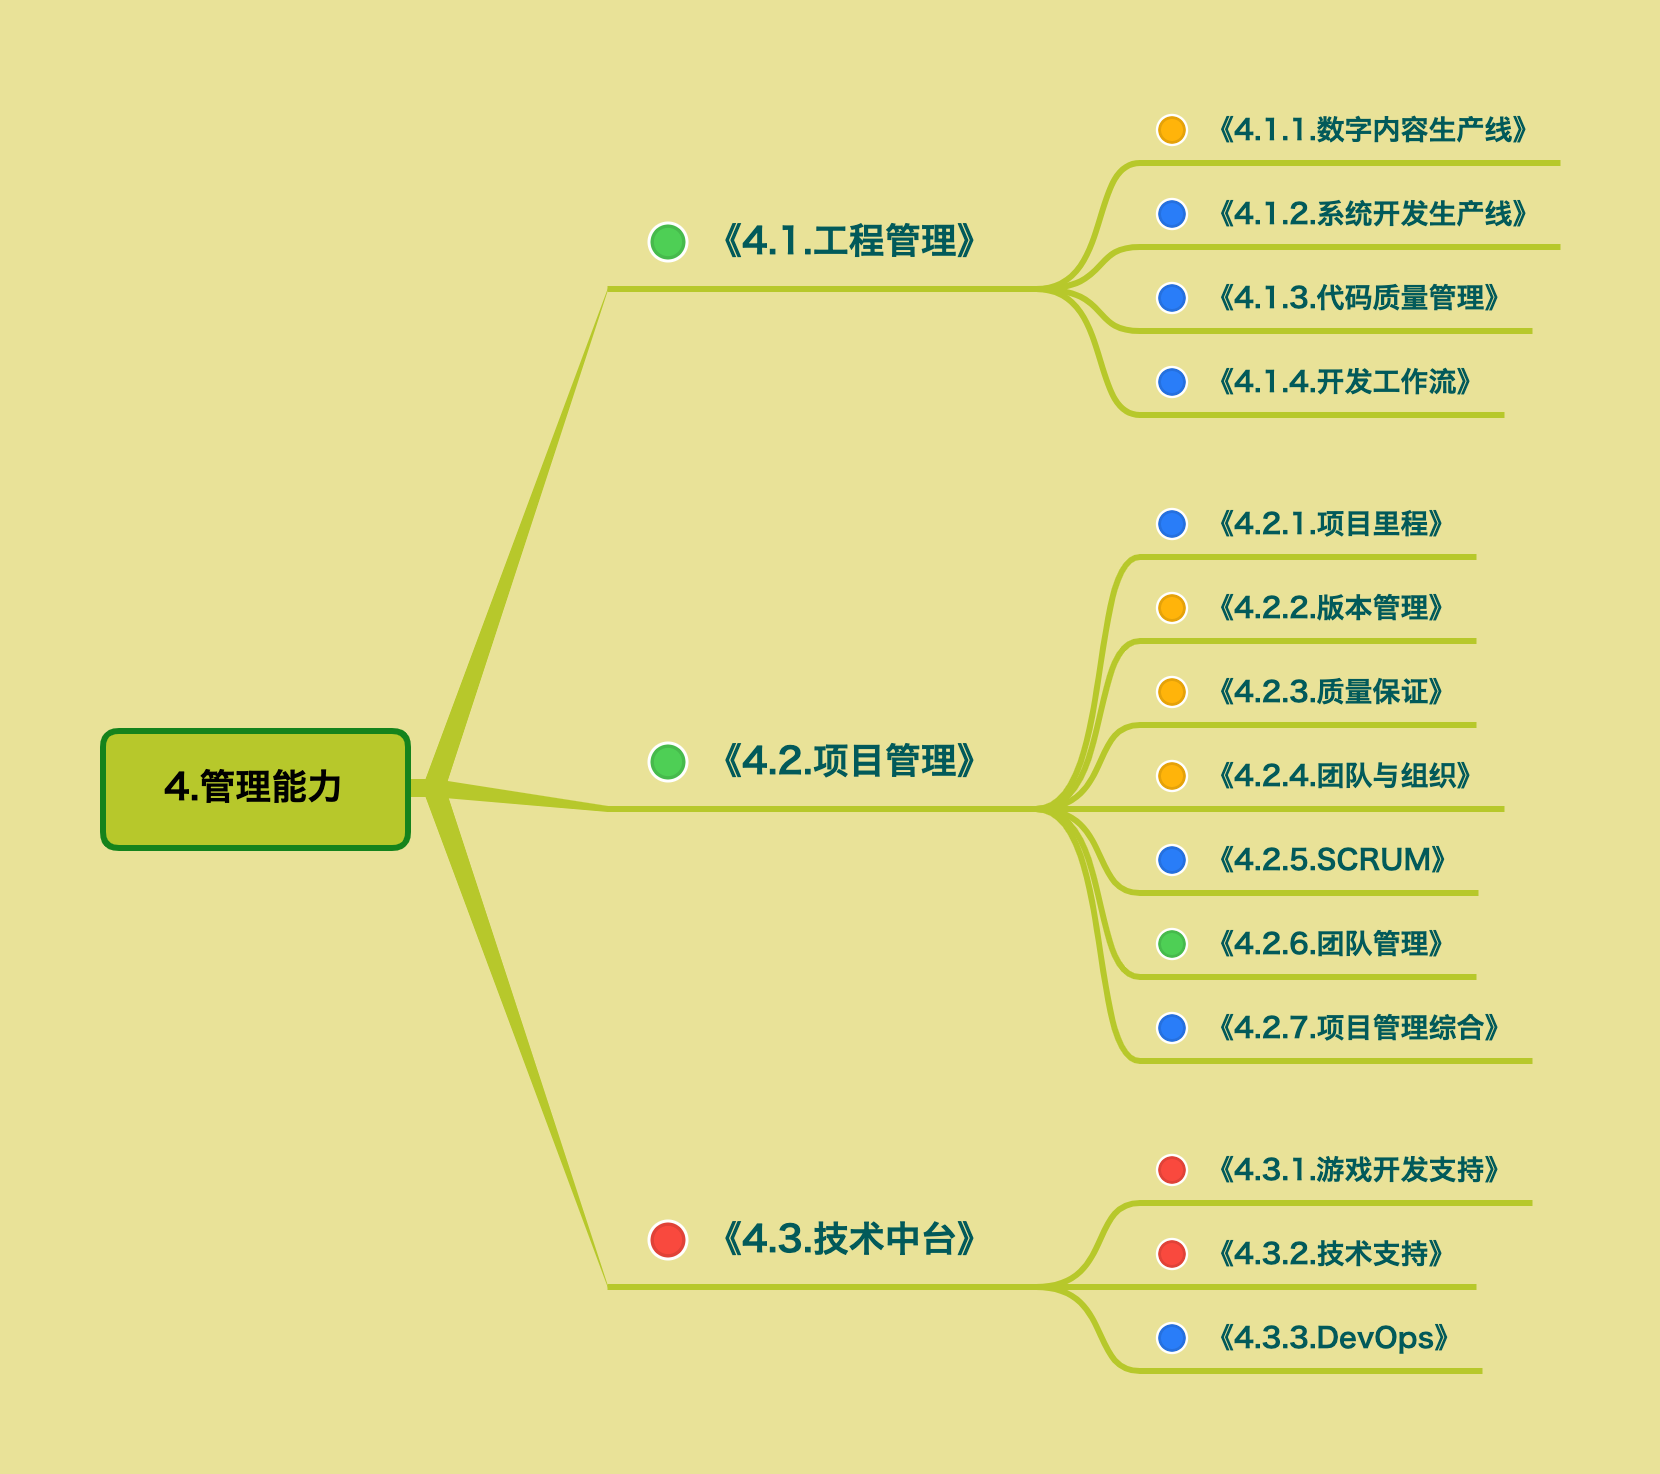 《4.1.1.数字内容生产线》
《4.1.2.系统开发生产线》
《4.1.工程管理》
《4.1.3.代码质量管理》
《4.1.4.开发工作流》
《4.2.1.项目里程》
《4.2.2.版本管理》
《4.2.3.质量保证》
《4.2.项目管理》
《4.2.4.团队与组织》
4.管理能力
《4.2.5.SCRUM》
《4.2.6.团队管理》
《4.2.7.项目管理综合》
《4.3.1.游戏开发支持》
《4.3.技术中台》
《4.3.2.技术支持》
《4.3.3.DevOps》